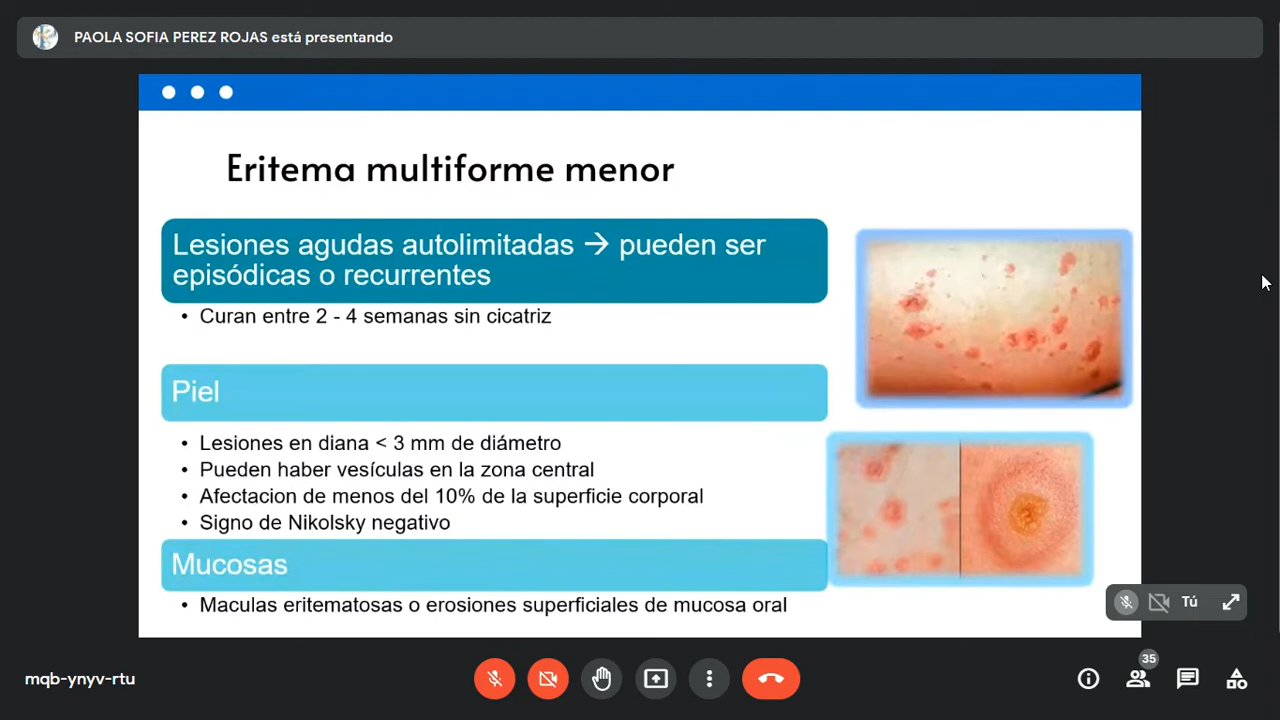 PAOLA SOFIA PEREZ ROJAS está presentando
Eritema multiforme menor
Lesiones agudas autolimitadas → pueden ser
episódicas o recurrentes
• Curan entre 2 - 4 semanas sin cicatriz
Piel
• Lesiones en diana < 3 mm de diámetro
• Pueden haber vesículas en la zona central
• Afectacion de menos del 10% de la superficie corporal
• Signo de Nikolsky negativo
Mucosas
• Maculas eritematosas o erosiones superficiales de mucosa oral
Tú
mqb-ynyv-rtu
35